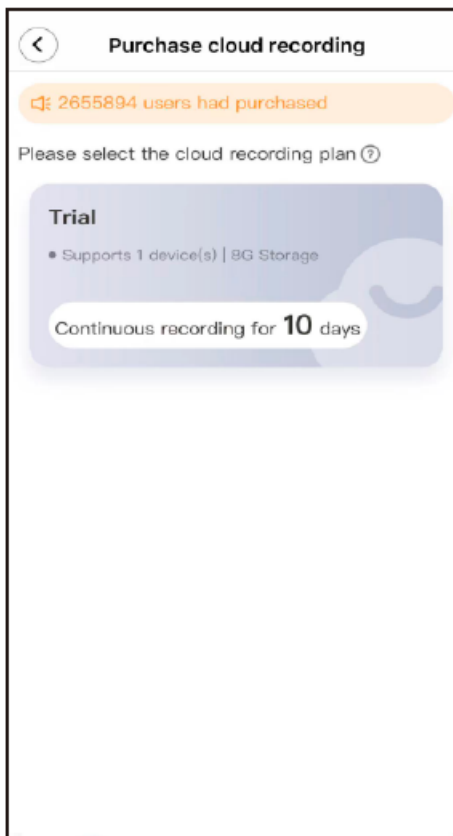 Purchase cloud recording
2655894 users had purchased
Please select the cloud recording plan ?
Trial
• Supports 1 device(s) | 8G Storage
Continuous recording for 10 days